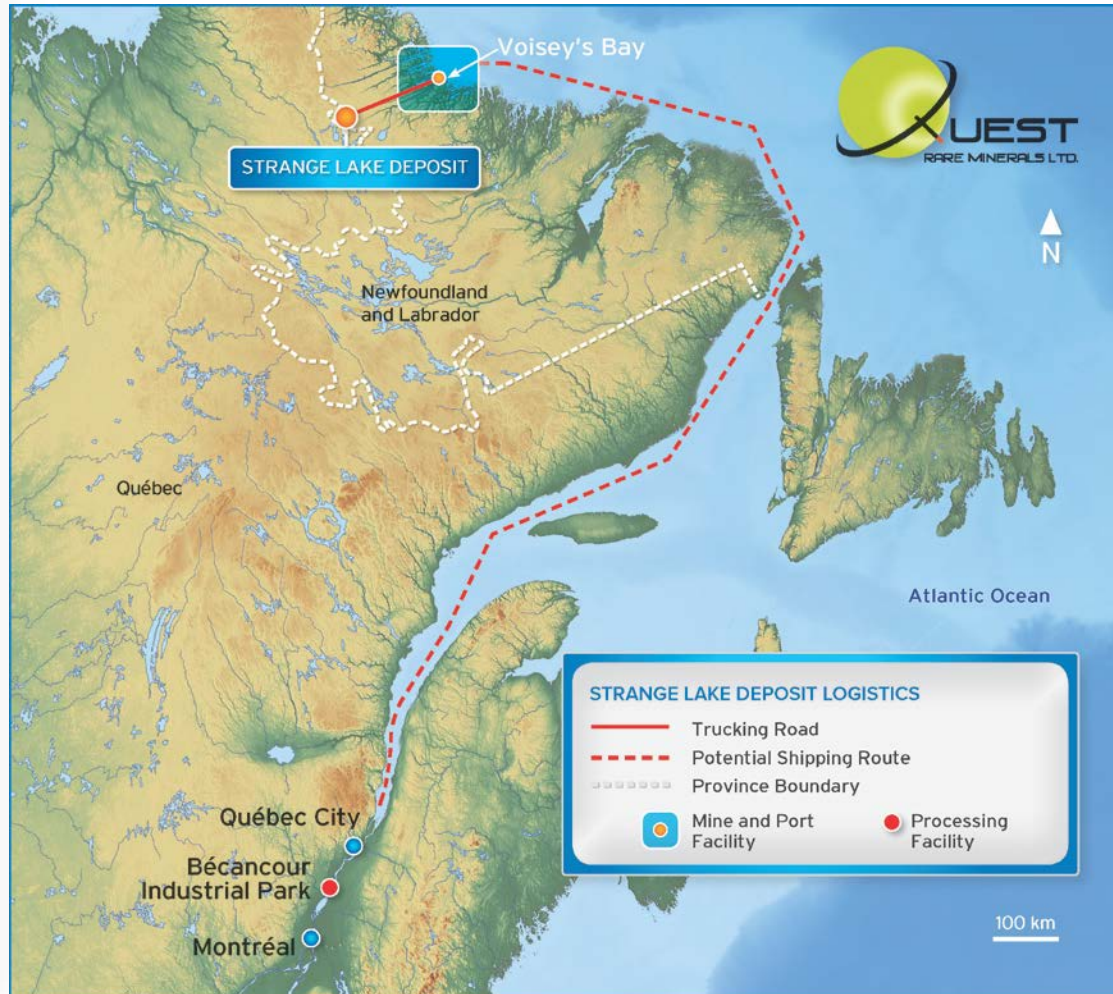 Voisey's Bay
STRANGE LAKE DEPOSIT
QUEST
RARE MINERALS LTD.
N
Newfoundland
and Labrador
Québec
Atlantic Ocean
STRANGE LAKE DEPOSIT LOGISTICS
Trucking Road
Potential Shipping Route
Province Boundary
Mine and Port
Facility
Processing
Facility
Québec City
Bécancour
Industrial Park
Montréal
100 km